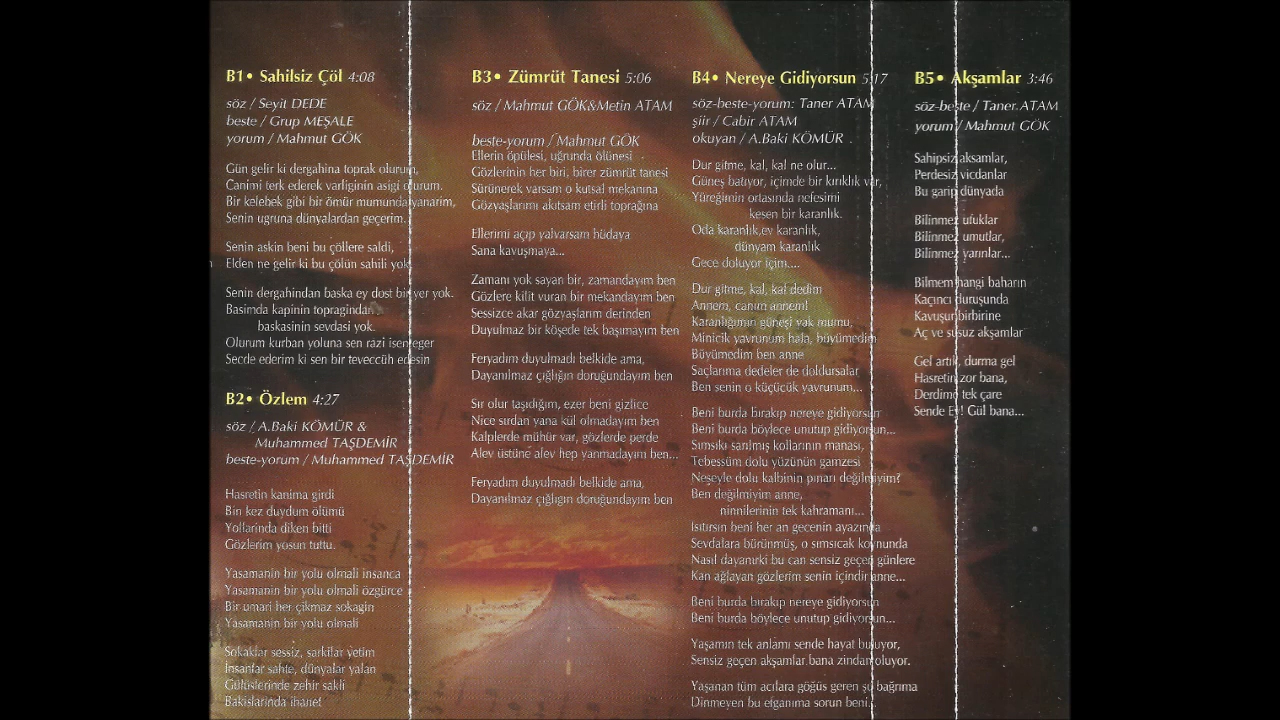 B1• Sahilsiz Çöl 4:08
söz / Seyit DEDE
beste / Grup MEŞALE
yorum / Mahmut GÖK
Gün gelir ki dergahina toprak olurum,
Canimi terk ederek varliginin asigi olurum.
Bir kelebek gibi bir ömür mumunda yanarim,
Senin ugruna dünyalardan geçerim.
Senin askin beni bu çöllere saldi,
Elden ne gelir ki bu çölün sahili yok.
Senin dergahindan baska ey dost bir yer yok.
Basimda kapinin topragindan
baskasinin sevdasi yok.
Olurum kurban yoluna sen razi isen eger
Secde ederim ki sen bir teveccüh edesin
B2• Özlem 4:27
söz / A.Baki KÖMÜR &
Muhammed TAŞDEMİR
beste-yorum / Muhammed TAŞDEMİR
Hasretin kanima girdi
Bin kez duydum ölümü
Yollarinda diken bitti
Gözlerim yosun tuttu.
Yasamanin bir yolu olmali insanca
Yasamanin bir yolu olmali özgürce
Bir umari her çikmaz sokagin
Yasamanin bir yolu olmali
Sokaklar sessiz, sarkilar yetim
İnsanlar sahte, dünyalar yalan
Gülüslerinde zehir sakli
Bakislarinda ihanet
B3• Zümrüt Tanesi 5:06
söz / Mahmut GÖK&Metin ATAM
beste-yorum / Mahmut GÖK
Ellerin öpülesi, uğrunda ölünesi
Gözlerinin her biri, birer zümrüt tanesi
Sürünerek varsam o kutsal mekanına
Gözyaşlarımı akıtsam etirli toprağına
Ellerimi açıp yalvarsam hüdaya
Sana kavuşmaya...
Zamanı yok sayan bir, zamandayım ben
Gözlere kilit vuran bir mekandayım ben
Sessizce akar gözyaşlarım derinden
Duyulmaz bir köşede tek başımayım ben
Feryadım duyulmadı belkide ama,
Dayanılmaz çığlığın doruğundayım ben
Sır olur taşıdığım, ezer beni gizlice
Nice sırdan yana kül olmadayım ben
Kalplerde mühür var, gözlerde perde
Alev üstüne alev hep yanmadayım ben...
Feryadım duyulmadı belkide ama,
Dayanılmaz çığlığın doruğundayım ben
B4• Nereye Gidiyorsun 5:17
söz-beste-yorum: Taner ATAM
şiir / Cabir ATAM
okuyan / A.Baki KÖMÜR
Dur gitme, kal, kal ne olur...
Güneş batıyor, içimde bir kırıklık var,
Yüreğimin ortasında nefesimi
kesen bir karanlık.
Oda karanlık,ev karanlık,
dünyam karanlık
Gece doluyor içim....
Dur gitme, kal, kal dedim
Annem, canım annem!
Karanlığımın güneşi vak mumu,
Minicik yavrunum hala, büyümedim
Büyümedim ben anne
Saçlarıma dedeler de doldursalar
Ben senin o küçücük yavrunum...
Beni burda bırakıp nereye gidiyorsun
Beni burda böylece unutup gidiyorsun...
Sımsıkı sarılmış kollarının manası,
Tebessüm dolu yüzünün gamzesi
Neşeyle dolu kalbinin pınarı değilmiyim?
Ben değilmiyim anne,
ninnilerinin tek kahramanı...
Isıtırsın beni her an gecenin ayazında
Sevdalara bürünmüş, o sımsıcak koynunda
Nasıl dayanırki bu can sensiz geçen günlere
Kan ağlayan gözlerim senin içindir anne...
Beni burda bırakıp nereye gidiyorsun
Beni burda böylece unutup gidiyorsun...
Yaşamın tek anlamı sende hayat buluyor,
Sensiz geçen akşamlar bana zindan oluyor.
Yaşanan tüm acılara göğüs geren şu bağrıma
Dinmeyen bu efganıma sorun beni...
B5• Akşamlar 3:46
söz-beste / Taner ATAM
yorum / Mahmut GÖK
Sahipsiz aksamlar,
Perdesiz vicdanlar
Bu garip dünyada
Bilinmez ufuklar
Bilinmez umutlar,
Bilinmez yarınlar...
Bilmem hangi baharın
Kaçıncı duruşunda
Kavuşur birbirine
Aç ve susuz akşamlar
Gel artık, durma gel
Hasretin zor bana,
Derdime tek çare
Sende Ey! Gül bana...